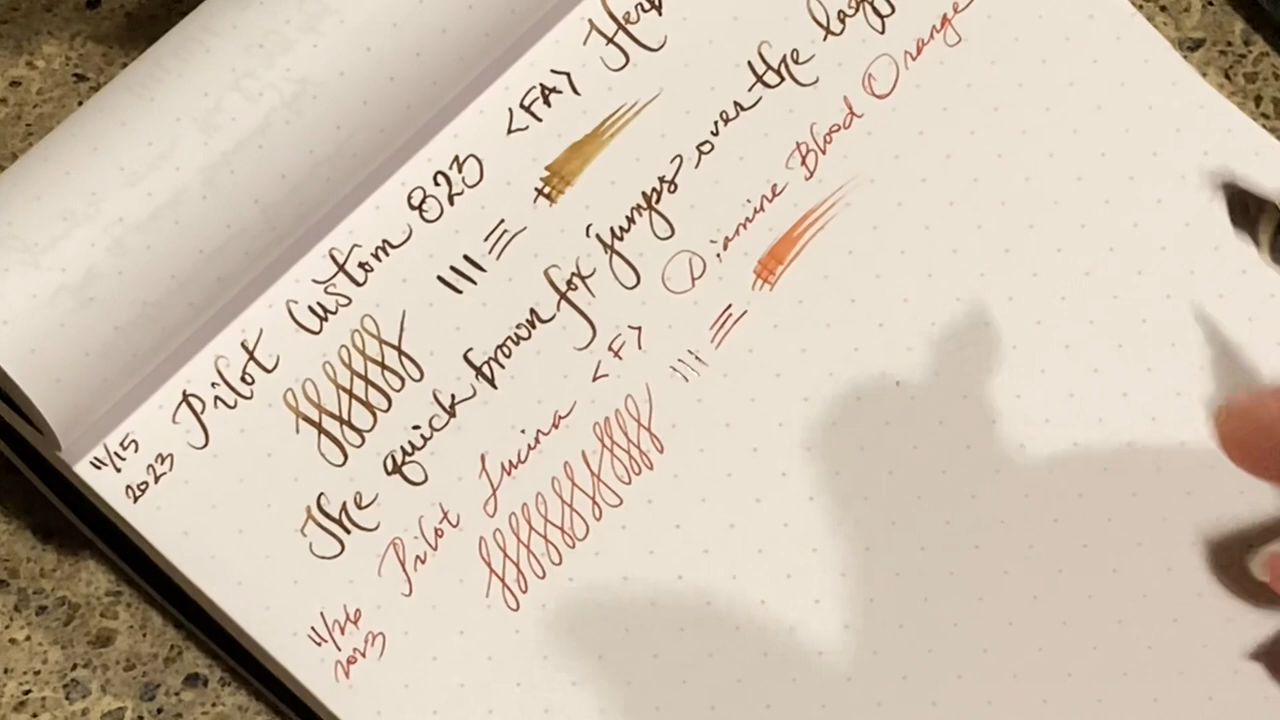 11/15
2023
Pilot Custom 823 <FA>
The quick brown fox jumps over the
11/26
2023
Pilot Lucina <F> Diamine Blood Orange